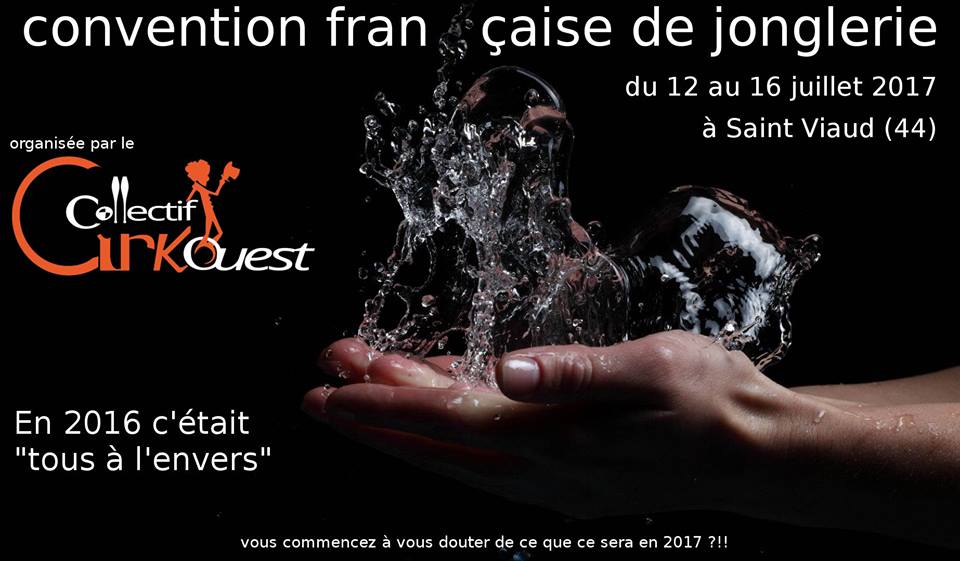 convention fran çaise de jonglerie
du 12 au 16 juillet 2017
à Saint Viaud (44)
organisée par le
Collectif
CirkOuest
En 2016 c'était
"tous à l'envers"
vous commencez à vous douter de ce que ce sera en 2017 ?!!